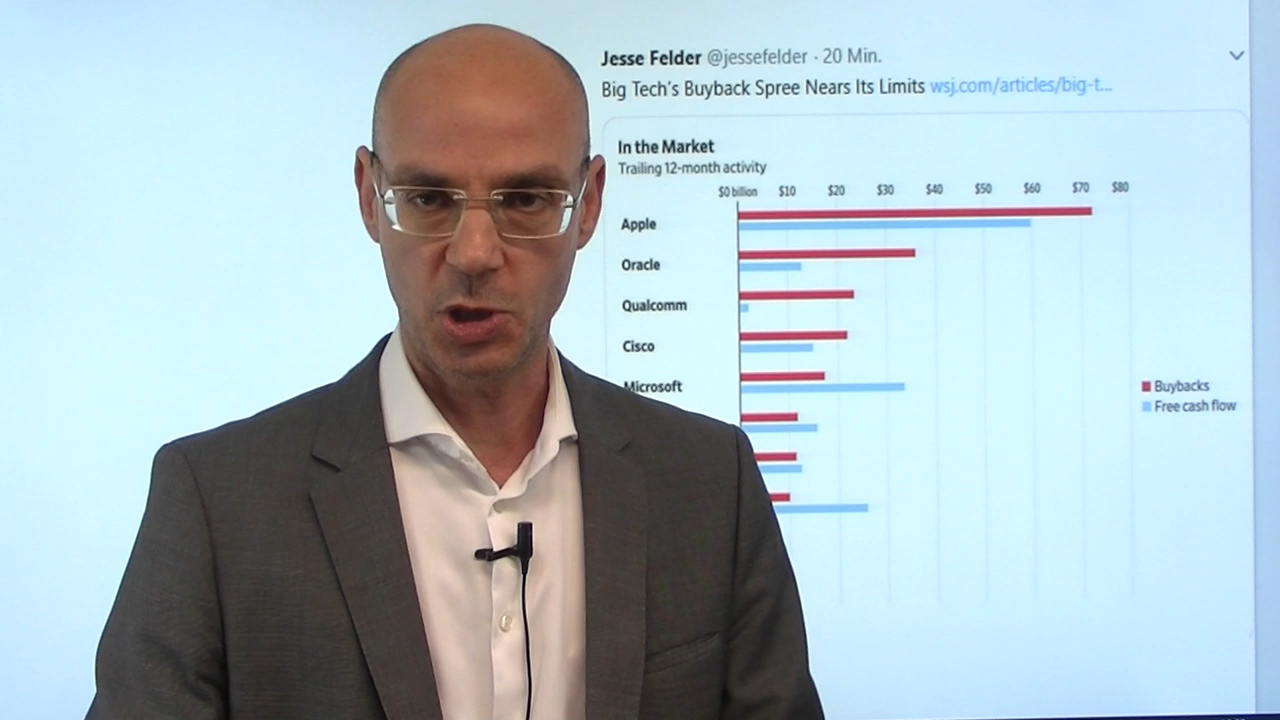 Jesse Felder @jessefelder · 20 Min.
Big Tech's Buyback Spree Nears Its Limits wsj.com/articles/big-t...
In the Market
Trailing 12-month activity
$0 billion $10 $20 $30 $40 $50 $60 $70 $80
Apple
Oracle
Qualcomm
Cisco
Microsoft
Buybacks
Free cash flow